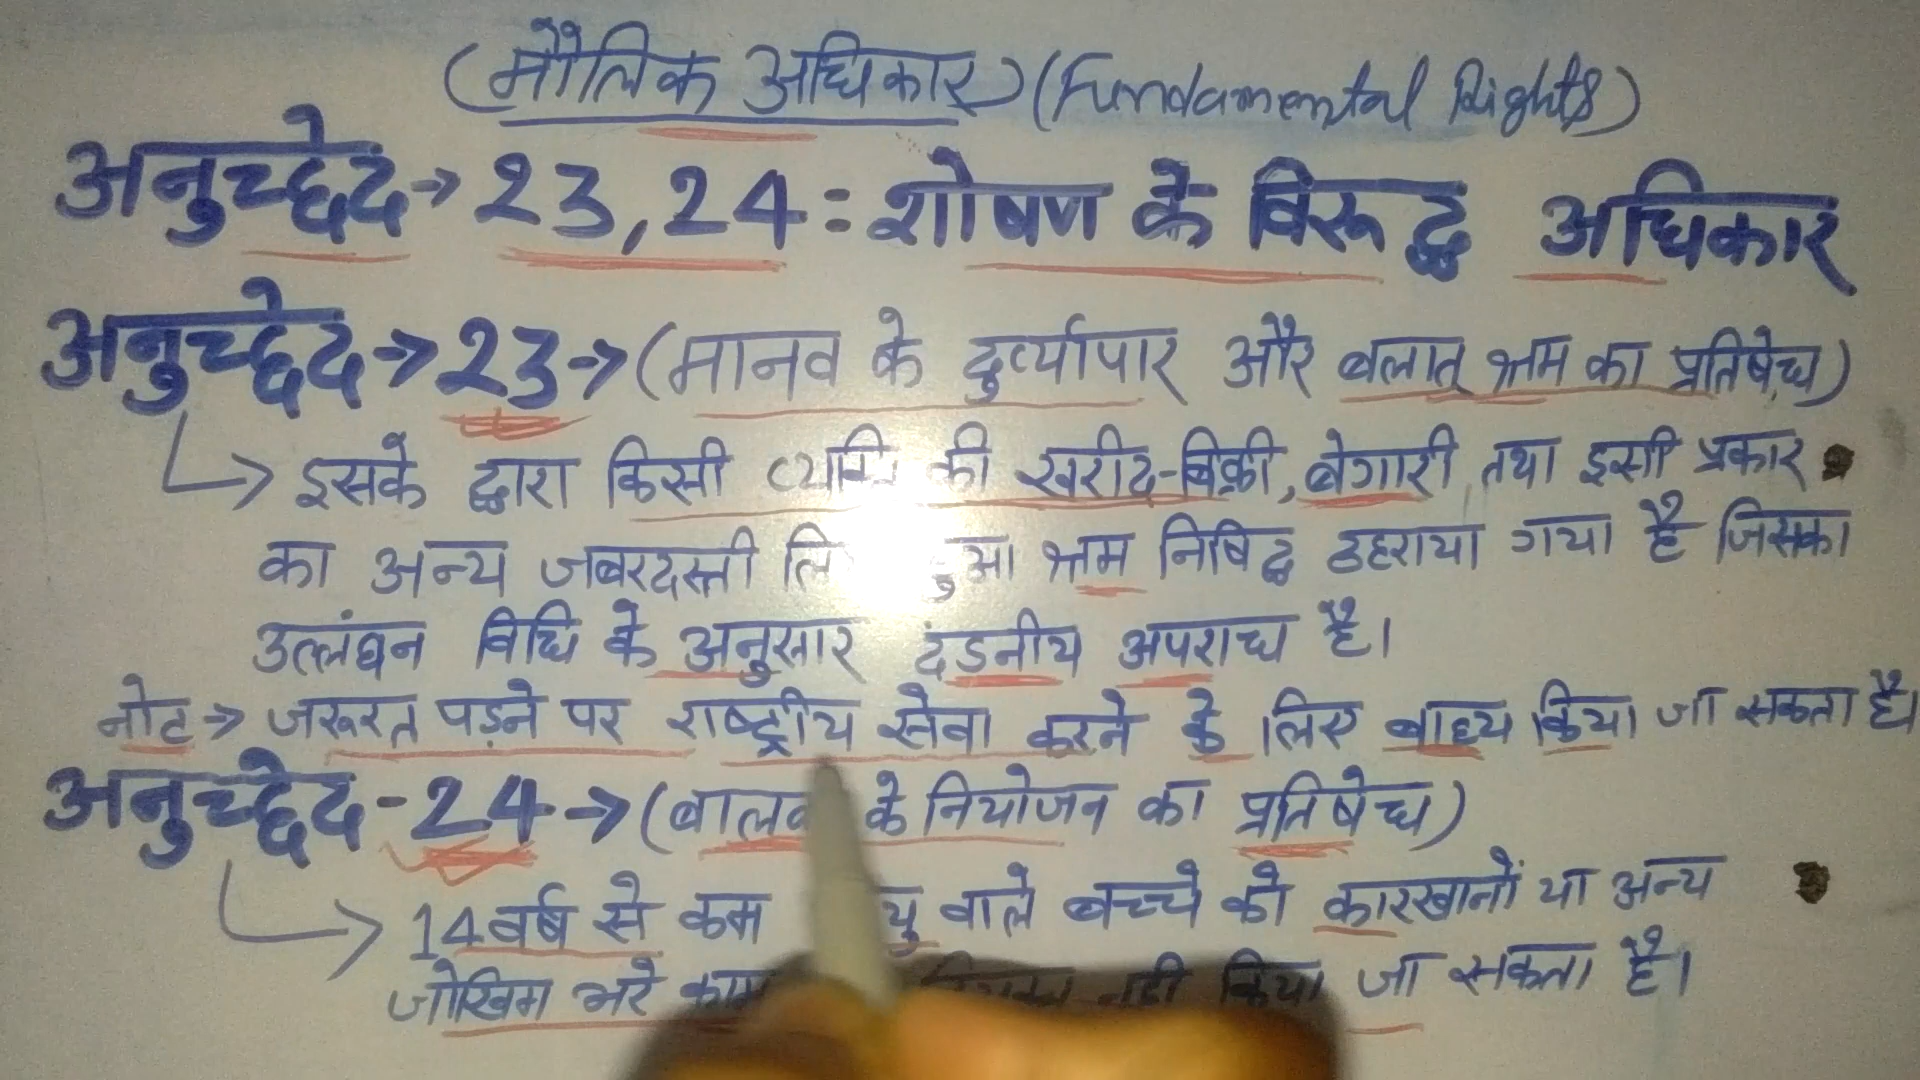 (मौलिक अधिकार) (Fundamental Rights)
अनुच्छेद → 23, 24 : शोषण के विरूद्ध अधिकार
अनुच्छेद → 23 → (मानव के दुर्व्यापार और बलात् श्रम का प्रतिषेध)
इसके द्वारा किसी व्यक्ति की खरीद-बिक्री, बेगारी तथा इसी प्रकार
का अन्य जबरदस्ती श्रम निषिद्ध ठहराया गया है जिसका
उल्लंघन विधि के अनुसार दंडनीय अपराध है।
नोट → जरूरत पड़ने पर राष्ट्रीय सेवा करने के लिए बाध्य किया जा सकता है।
अनुच्छेद - 24 → (बालकों के नियोजन का प्रतिषेध)
14 वर्ष से कम वाले बच्चे को कारखानों या अन्य
जोखिम भरे काम नहीं किया जा सकता है।